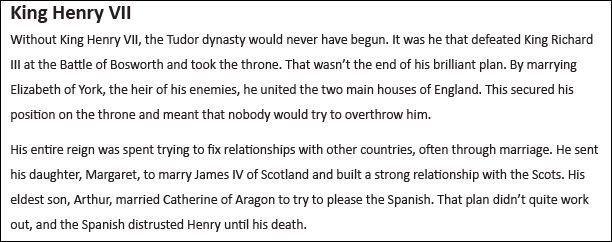 King Henry VII
Without King Henry VII, the Tudor dynasty would never have begun. It was he that defeated King Richard
III at the Battle of Bosworth and took the throne. That wasn't the end of his brilliant plan. By marrying
Elizabeth of York, the heir of his enemies, he united the two main houses of England. This secured his
position on the throne and meant that nobody would try to overthrow him.
His entire reign was spent trying to fix relationships with other countries, often through marriage. He sent
his daughter, Margaret, to marry James IV of Scotland and built a strong relationship with the Scots. His
eldest son, Arthur, married Catherine of Aragon to try to please the Spanish. That plan didn't quite work
out, and the Spanish distrusted Henry until his death.